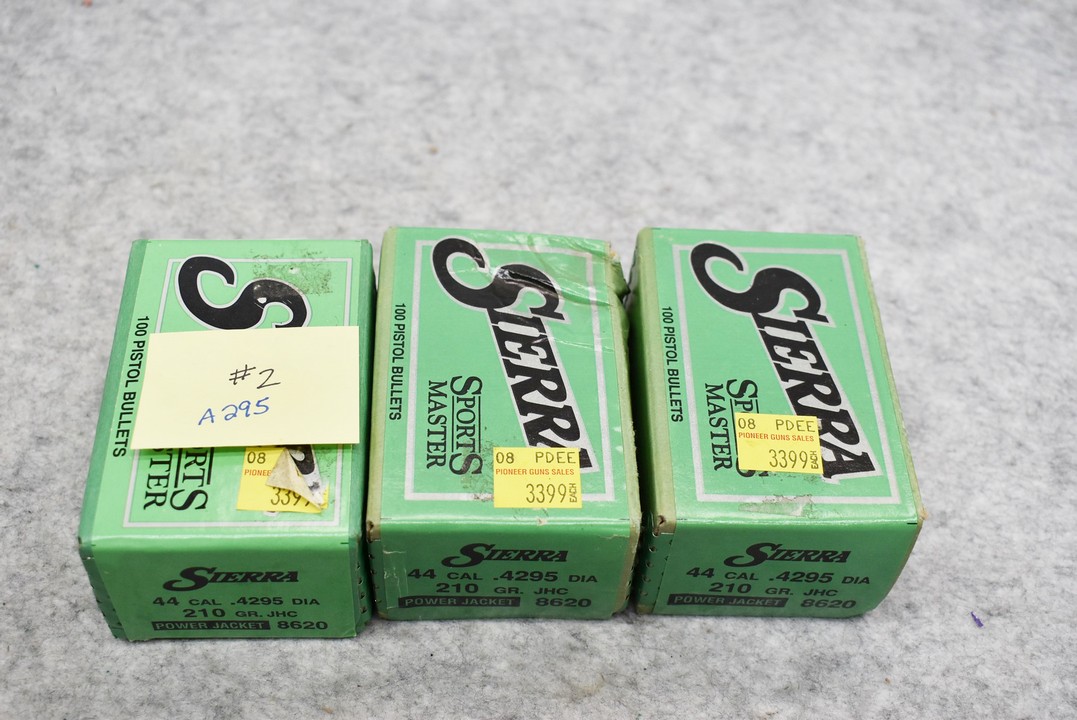 100 PISTOL BULLETS
#2
A295
08
3399
SIERRA
44 CAL .4295 DIA
210 GR. JHC
POWER JACKET 8620
100 PISTOL BULLETS
SIERRA
SPORTS
MASTER
08 PDEE
PIONEER GUNS SALES
3399 EACH
SIERRA
44 CAL .4295 DIA
210 GR. JHC
POWER JACKET 8620
100 PISTOL BULLETS
SIERRA
SPORTS
MASTER
08 PDEE
PIONEER GUNS SALES
3399 EACH
SIERRA
44 CAL .4295 DIA
210 GR. JHC
POWER JACKET 8620